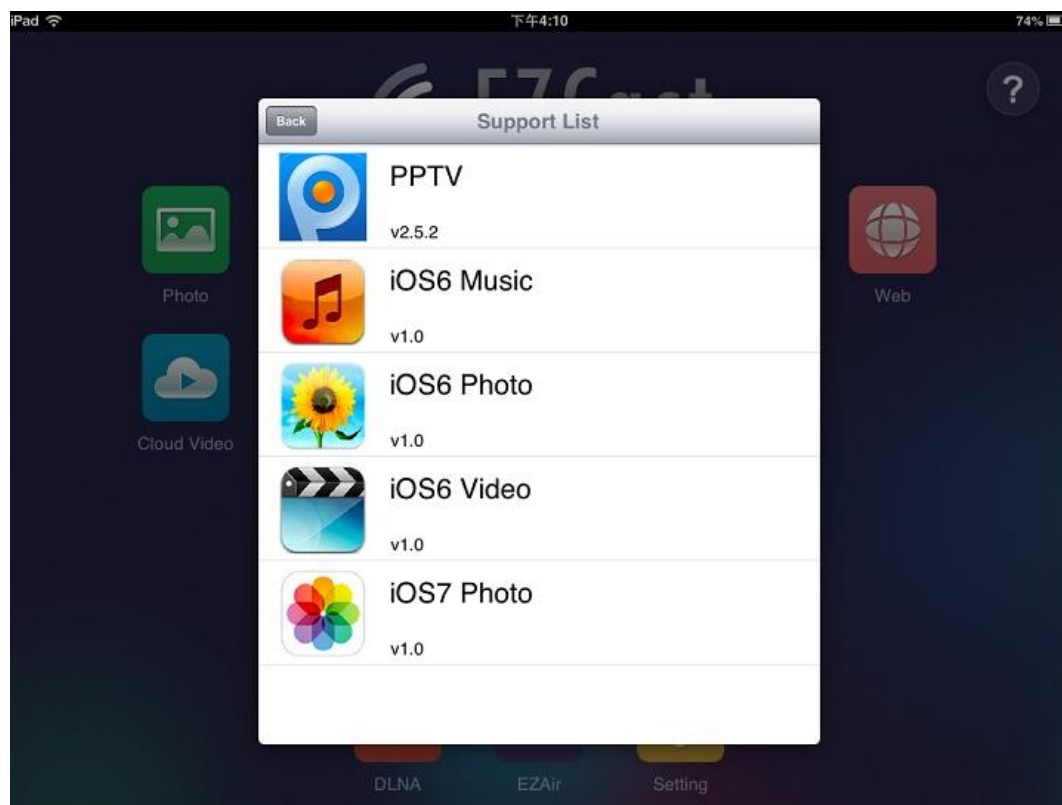 iPad 下午4:10 74%
?
Back Support List
PPTV
v2.5.2
iOS6 Music
v1.0
iOS6 Photo
v1.0
iOS6 Video
v1.0
iOS7 Photo
v1.0
Photo
Web
Cloud Video
DLNA EZAir Setting